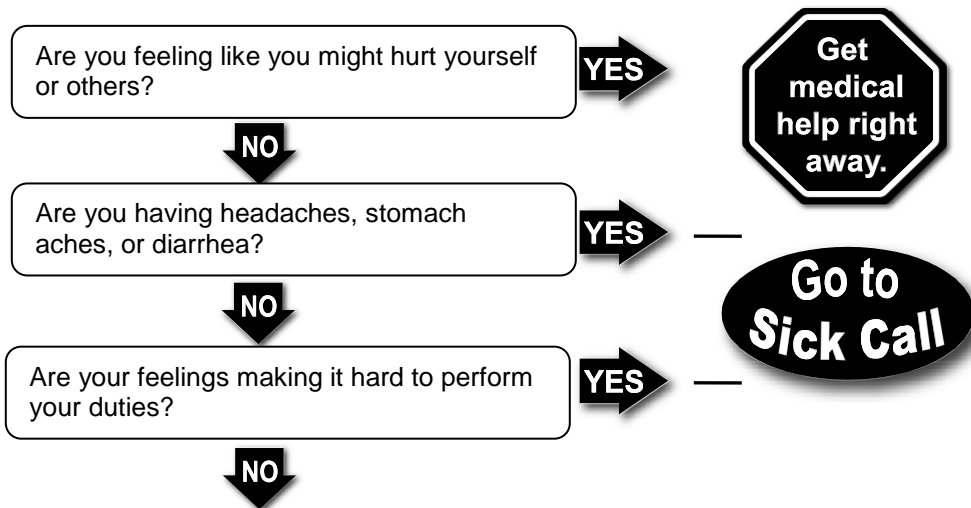 Are you feeling like you might hurt yourself
or others?
YES
Get
medical
help right
away.
NO
Are you having headaches, stomach
aches, or diarrhea?
YES
Go to
Sick Call
NO
Are your feelings making it hard to perform
your duties?
YES
NO